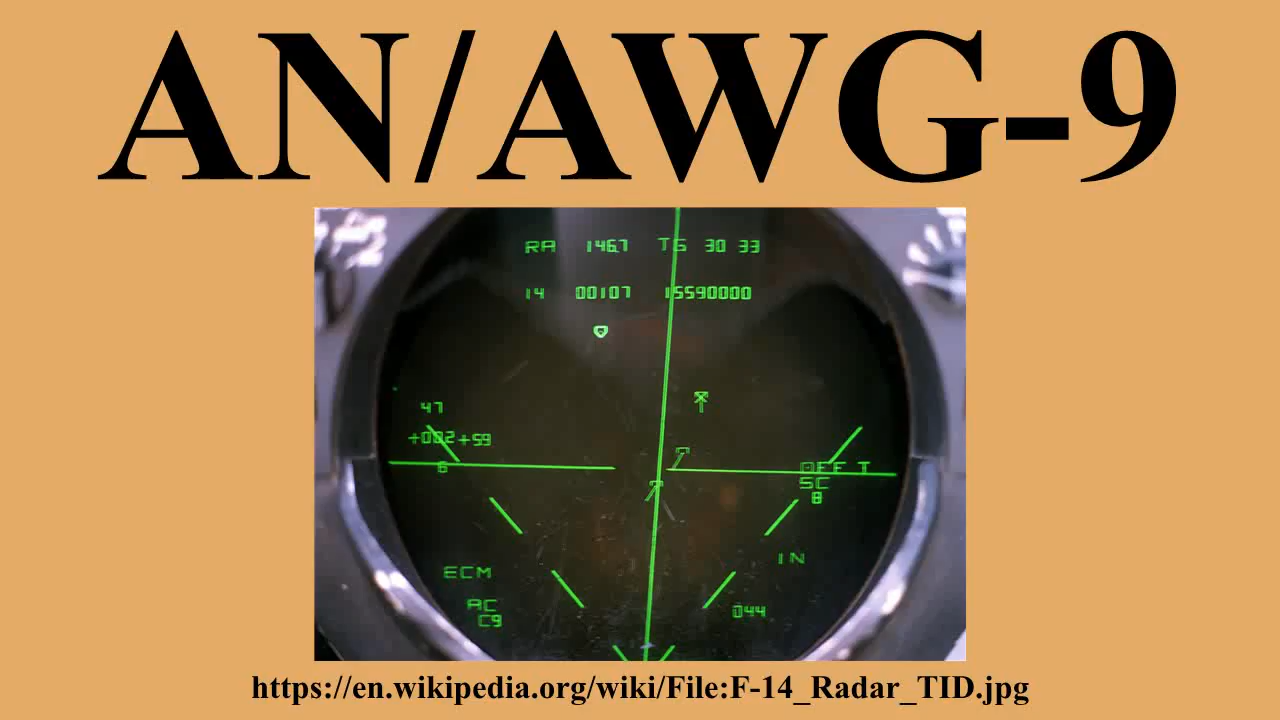 AN/AWG-9
RA 1467 TG 30 33
14 00107 15590000
47
+002+59
6
OFF T
SC
8
IN
ECM
AC
C9
044
https://en.wikipedia.org/wiki/File:F-14_Radar_TID.jpg